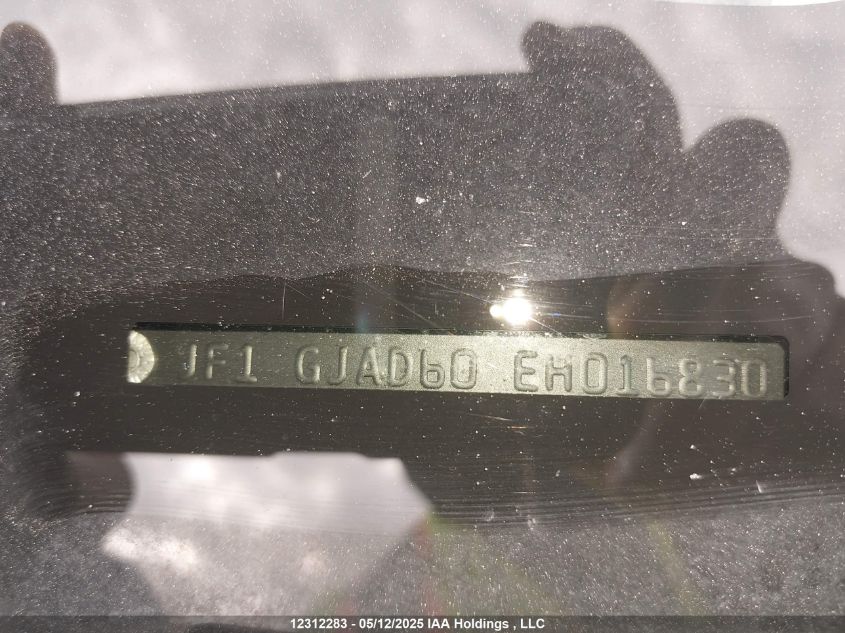 JF1 GJAD60 EH016830
12312283 - 05/12/2025 IAA Holdings , LLC